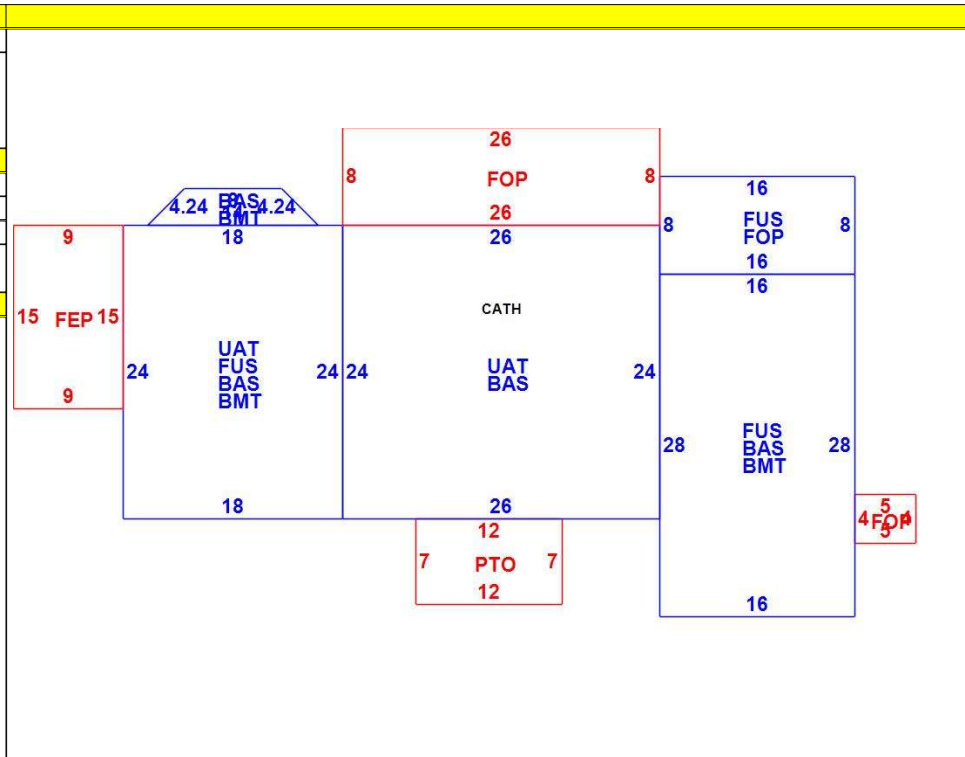 26
8 FOP 8
26
16
8 FUS 8
FOP
16
8
4.24 BAS 4.24
14
BMT
18
26
9
15 FEP 15
9
CATH
24 UAT 24
FUS
BAS
BMT
18
24 UAT 24
BAS
26
16
28 FUS 28
BAS
BMT
16
12
7 PTO 7
12
5
4 FOP 4
5